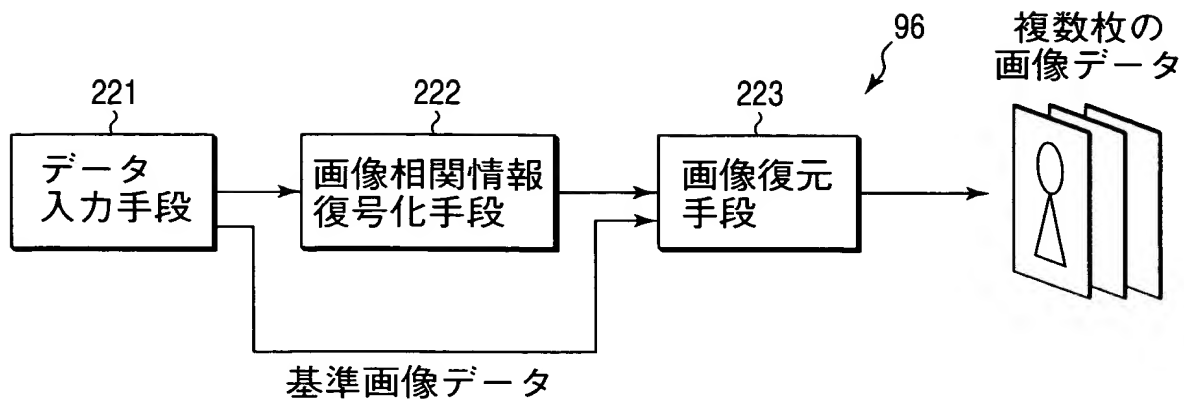 96
複数枚の
画像データ
221
222
223
データ
入力手段
画像相関情報
復号化手段
画像復元
手段
基準画像データ